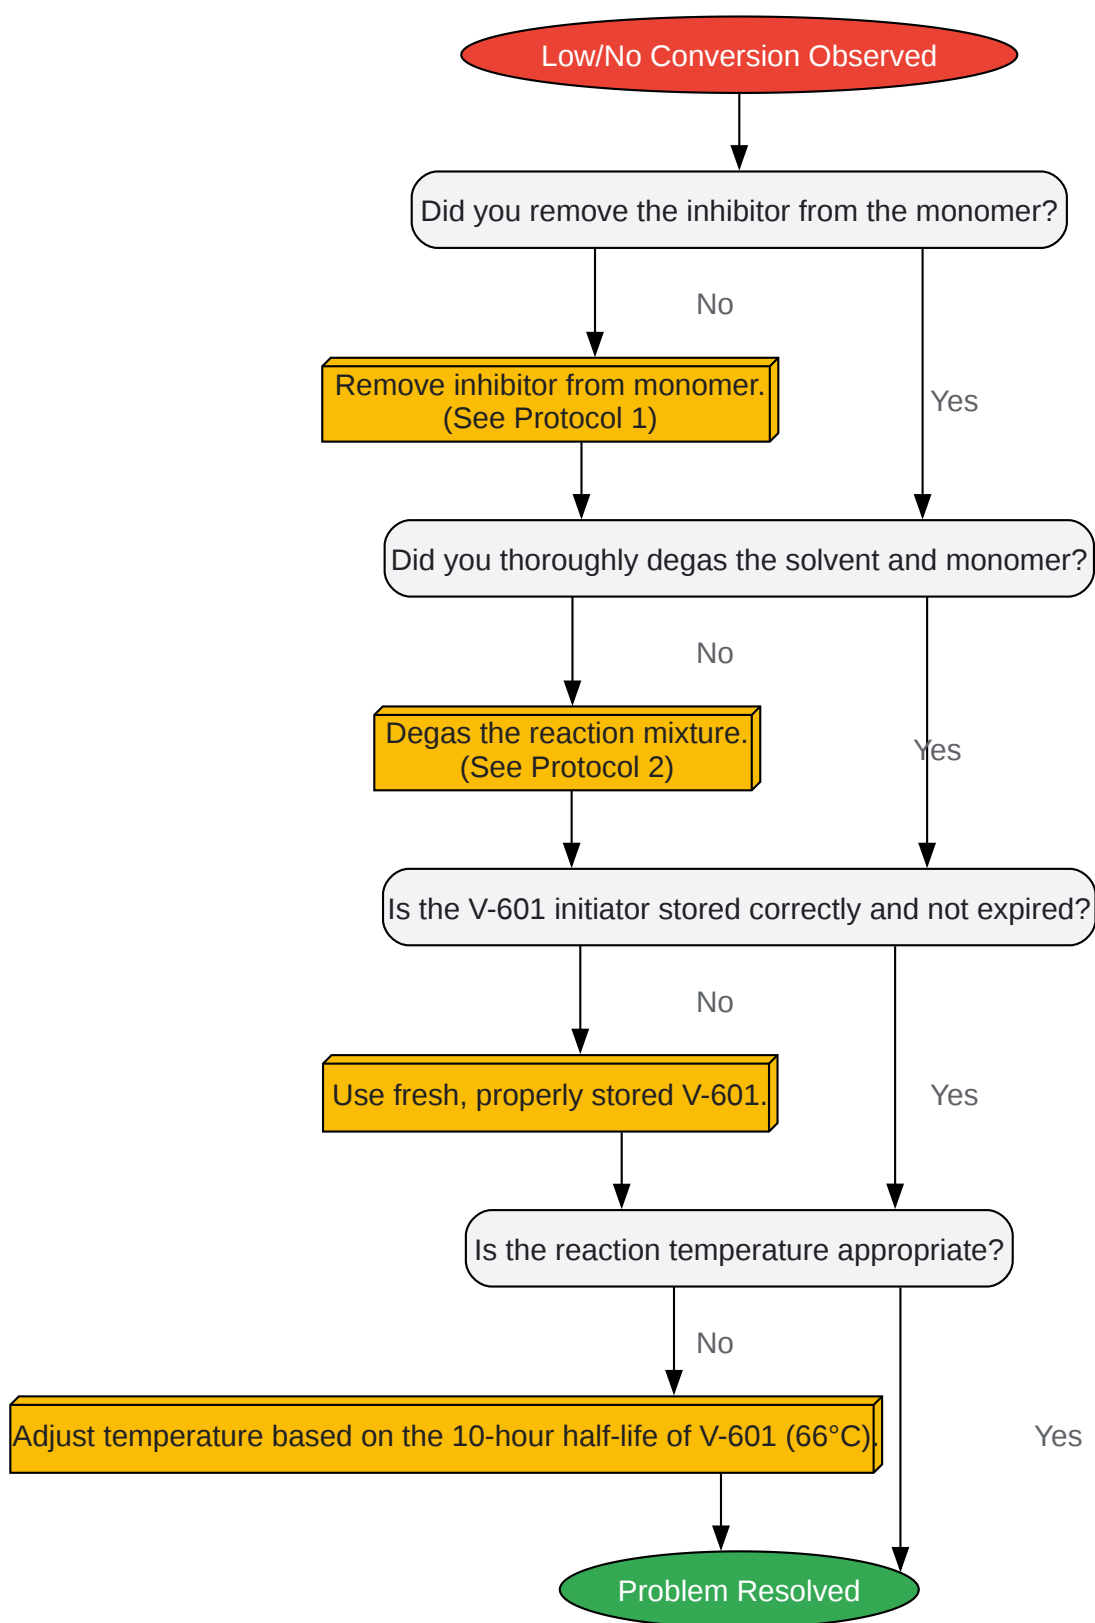 Low/No Conversion Observed
Did you remove the inhibitor from the monomer?
No
Remove inhibitor from monomer.
(See Protocol 1)
Yes
Did you thoroughly degas the solvent and monomer?
No
Degas the reaction mixture.
(See Protocol 2)
Yes
Is the V-601 initiator stored correctly and not expired?
No
Use fresh, properly stored V-601.
Yes
Is the reaction temperature appropriate?
No
Adjust temperature based on the 10-hour half-life of V-601 (66°C).
Yes
Problem Resolved